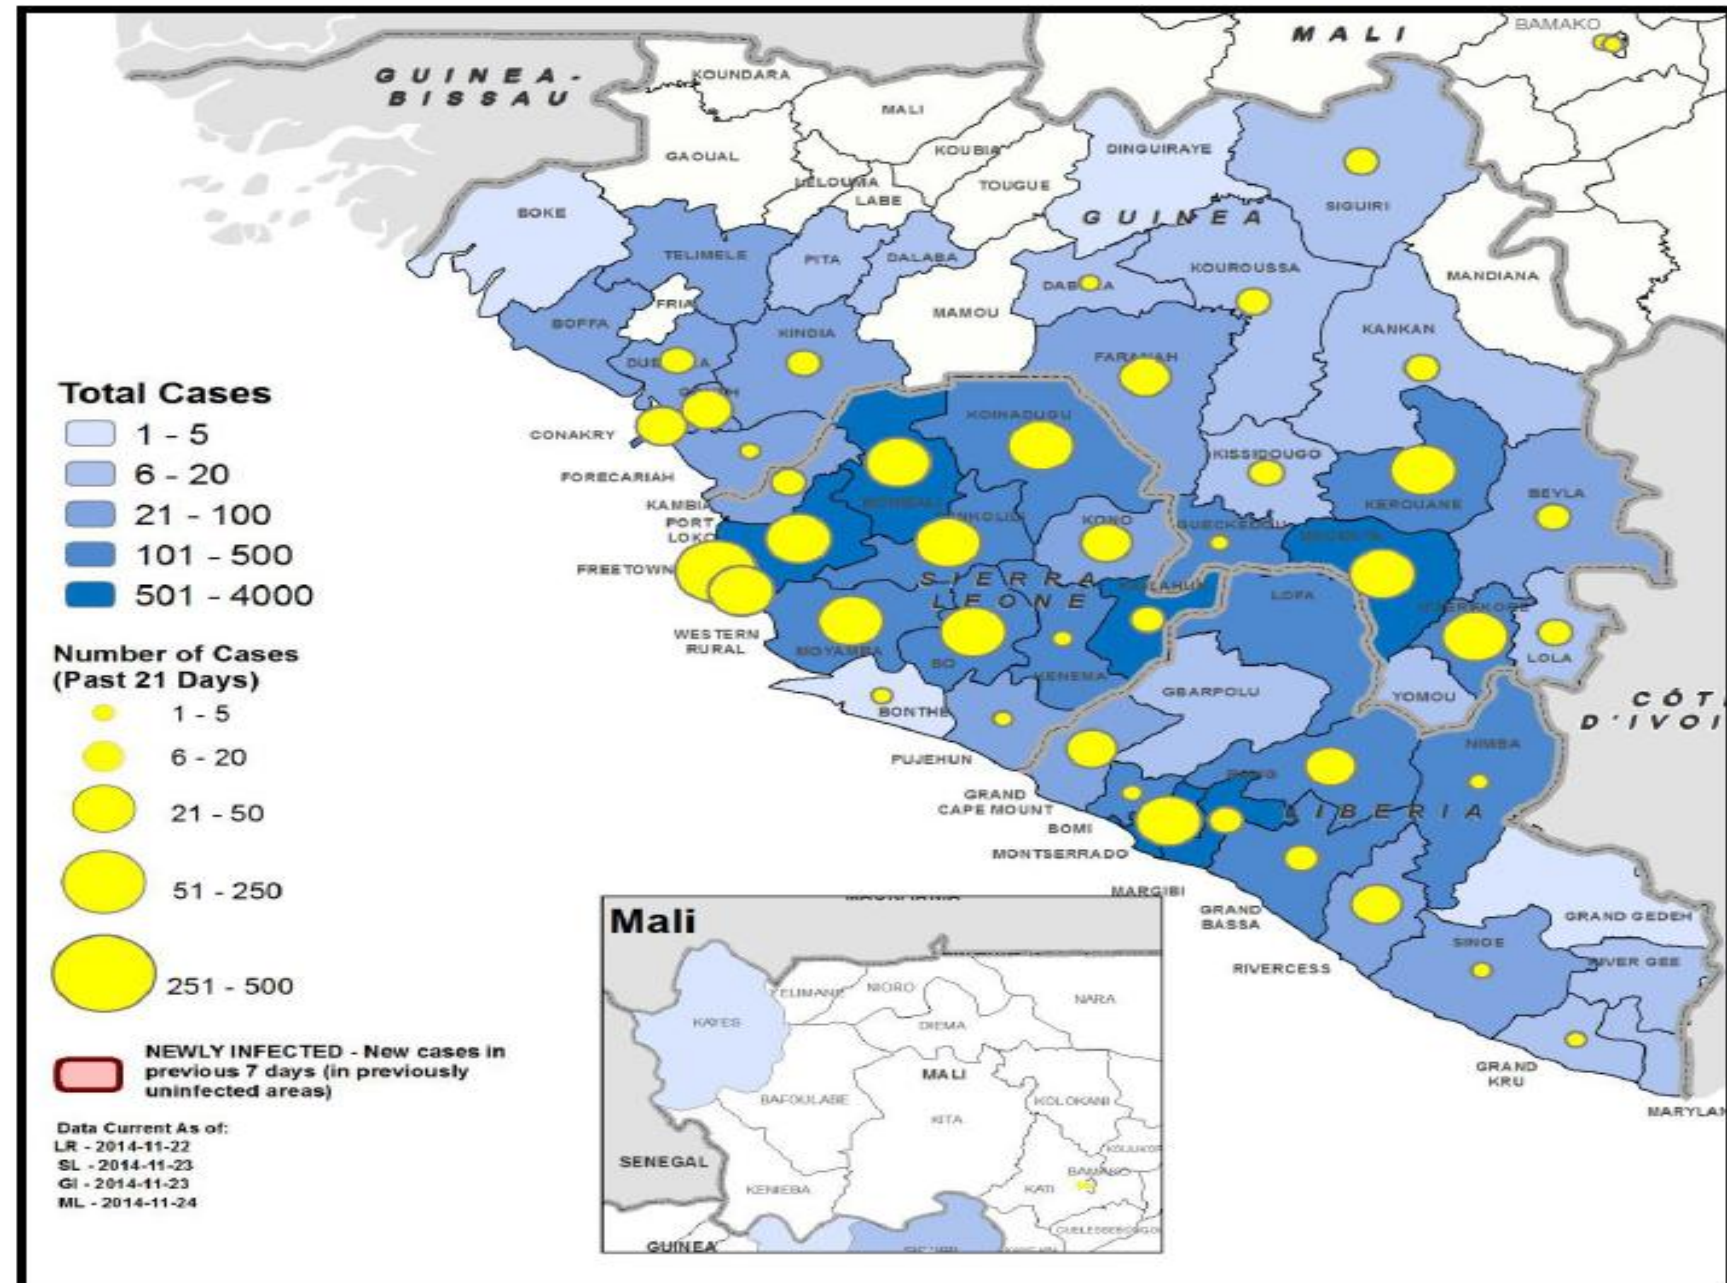 GUINEA-
BISSAU
KOUNDARA
MALI
BAMAKO
MALI
GAOUAL
KOUBIA
DINGUIRAYE
LELOUMA
LABE
TOUGUE
BOKE
GUINEA
SIGUIRI
TELIMELE
PITA
DALABA
KOUROUSSA
MANDIANA
FRIA
BOFFA
KINDIA
MAMOU
KANKAN
FARANAH
CONAKRY
KOINADUGU
KISSIDOUGO
FORECARIAH
KAMBIA
PORT
LOKO
FREETOWN
KONO
GUECKEDOU
KEROUANE
BEYLA
SIERRA
LEONE
LOFA
WESTERN
RURAL
MOYAMBA
BO
KENEMA
LOLA
GBARPOLU
YOMOU
BONTHE
PUJEHUN
NIMBA
GRAND
CAPE MOUNT
BOMI
LIBERIA
MONTSERRADO
MARGIBI
GRAND
BASSA
RIVERCESS
SINOE
GRAND GEDEH
RIVER GEE
GRAND
KRU
MARYLAN
CÔT
D'IVOI
Total Cases
1 - 5
6 - 20
21 - 100
101 - 500
501 - 4000
Number of Cases
(Past 21 Days)
1 - 5
6 - 20
21 - 50
51 - 250
251 - 500
NEWLY INFECTED - New cases in
previous 7 days (in previously
uninfected areas)
Data Current As of:
LR - 2014-11-22
SL - 2014-11-23
GI - 2014-11-23
ML - 2014-11-24
Mali
KAYES
NIORO
NARA
DIEMA
MALI
BAFOULABE
KOLOKANI
KITA
SENEGAL
BAMAKO
KATI
KENIEBA
GUINEA